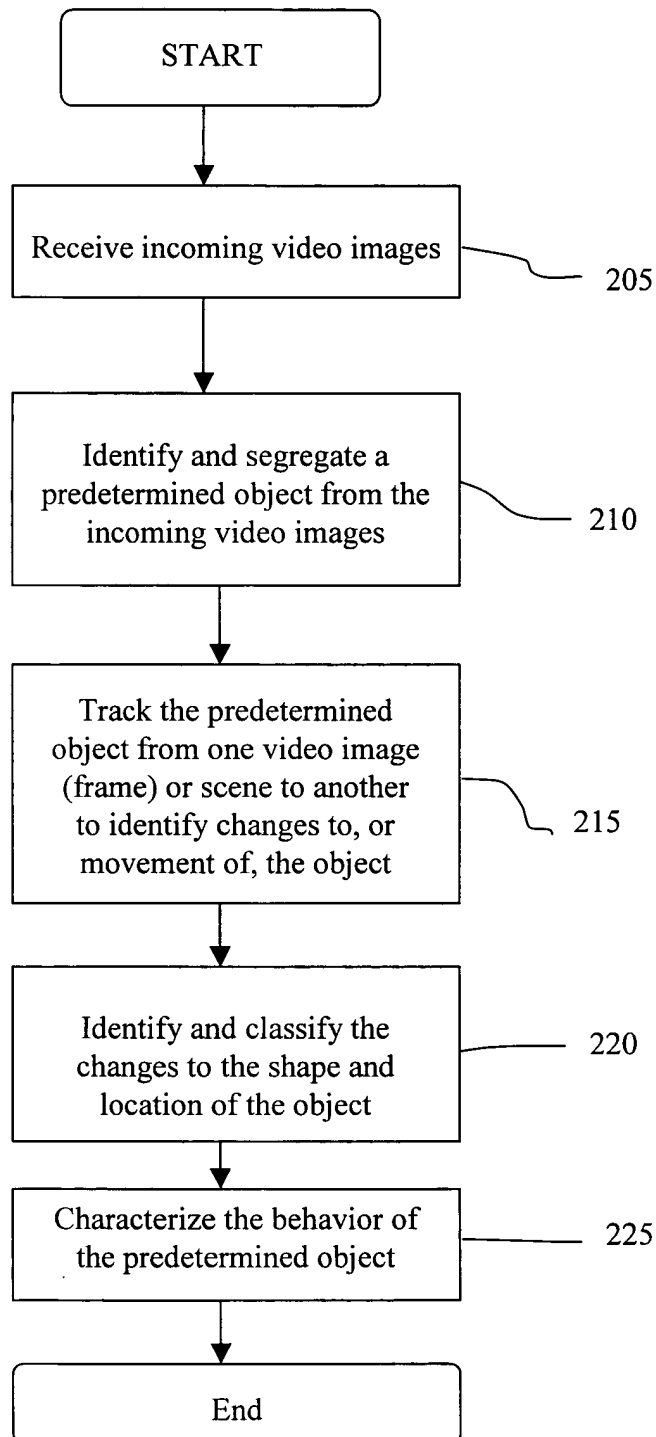 START
Receive incoming video images
205
Identify and segregate a
predetermined object from the
incoming video images
210
Track the predetermined
object from one video image
(frame) or scene to another
to identify changes to, or
movement of, the object
215
Identify and classify the
changes to the shape and
location of the object
220
Characterize the behavior of
the predetermined object
225
End